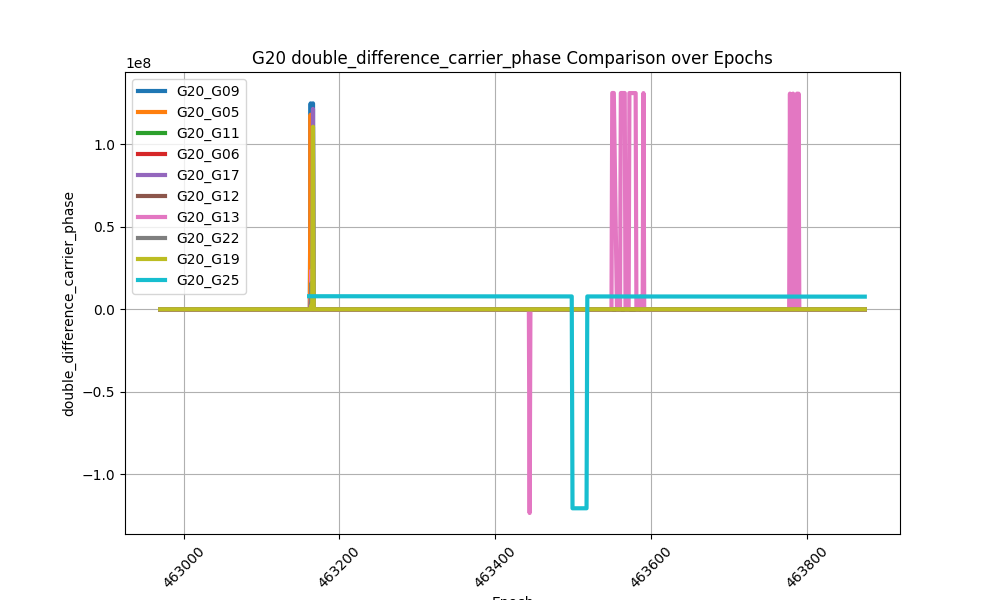 G20 double_difference_carrier_phase Comparison over Epochs
1e8
G20_G09
G20_G05
G20_G11
G20_G06
G20_G17
G20_G12
G20_G13
G20_G22
G20_G19
G20_G25
1.0
0.5
0.0
−0.5
−1.0
double_difference_carrier_phase
463000
463200
463400
463600
463800
Epoch